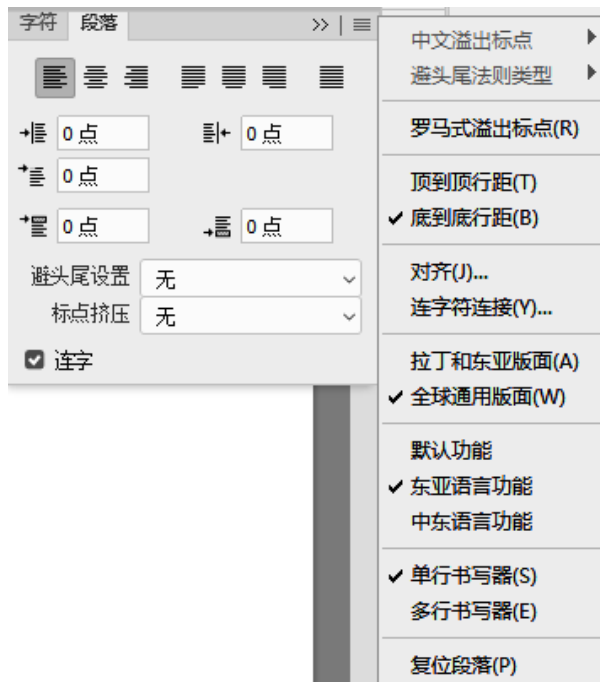 字符 段落
0 点 0 点
0 点
0 点 0 点
避头尾设置 无
标点挤压 无
连字
中文溢出标点
避头尾法则类型
罗马式溢出标点(R)
顶到顶行距(T)
底到底行距(B)
对齐(J)...
连字符连接(Y)...
拉丁和东亚版面(A)
全球通用版面(W)
默认功能
东亚语言功能
中东语言功能
单行书写器(S)
多行书写器(E)
复位段落(P)